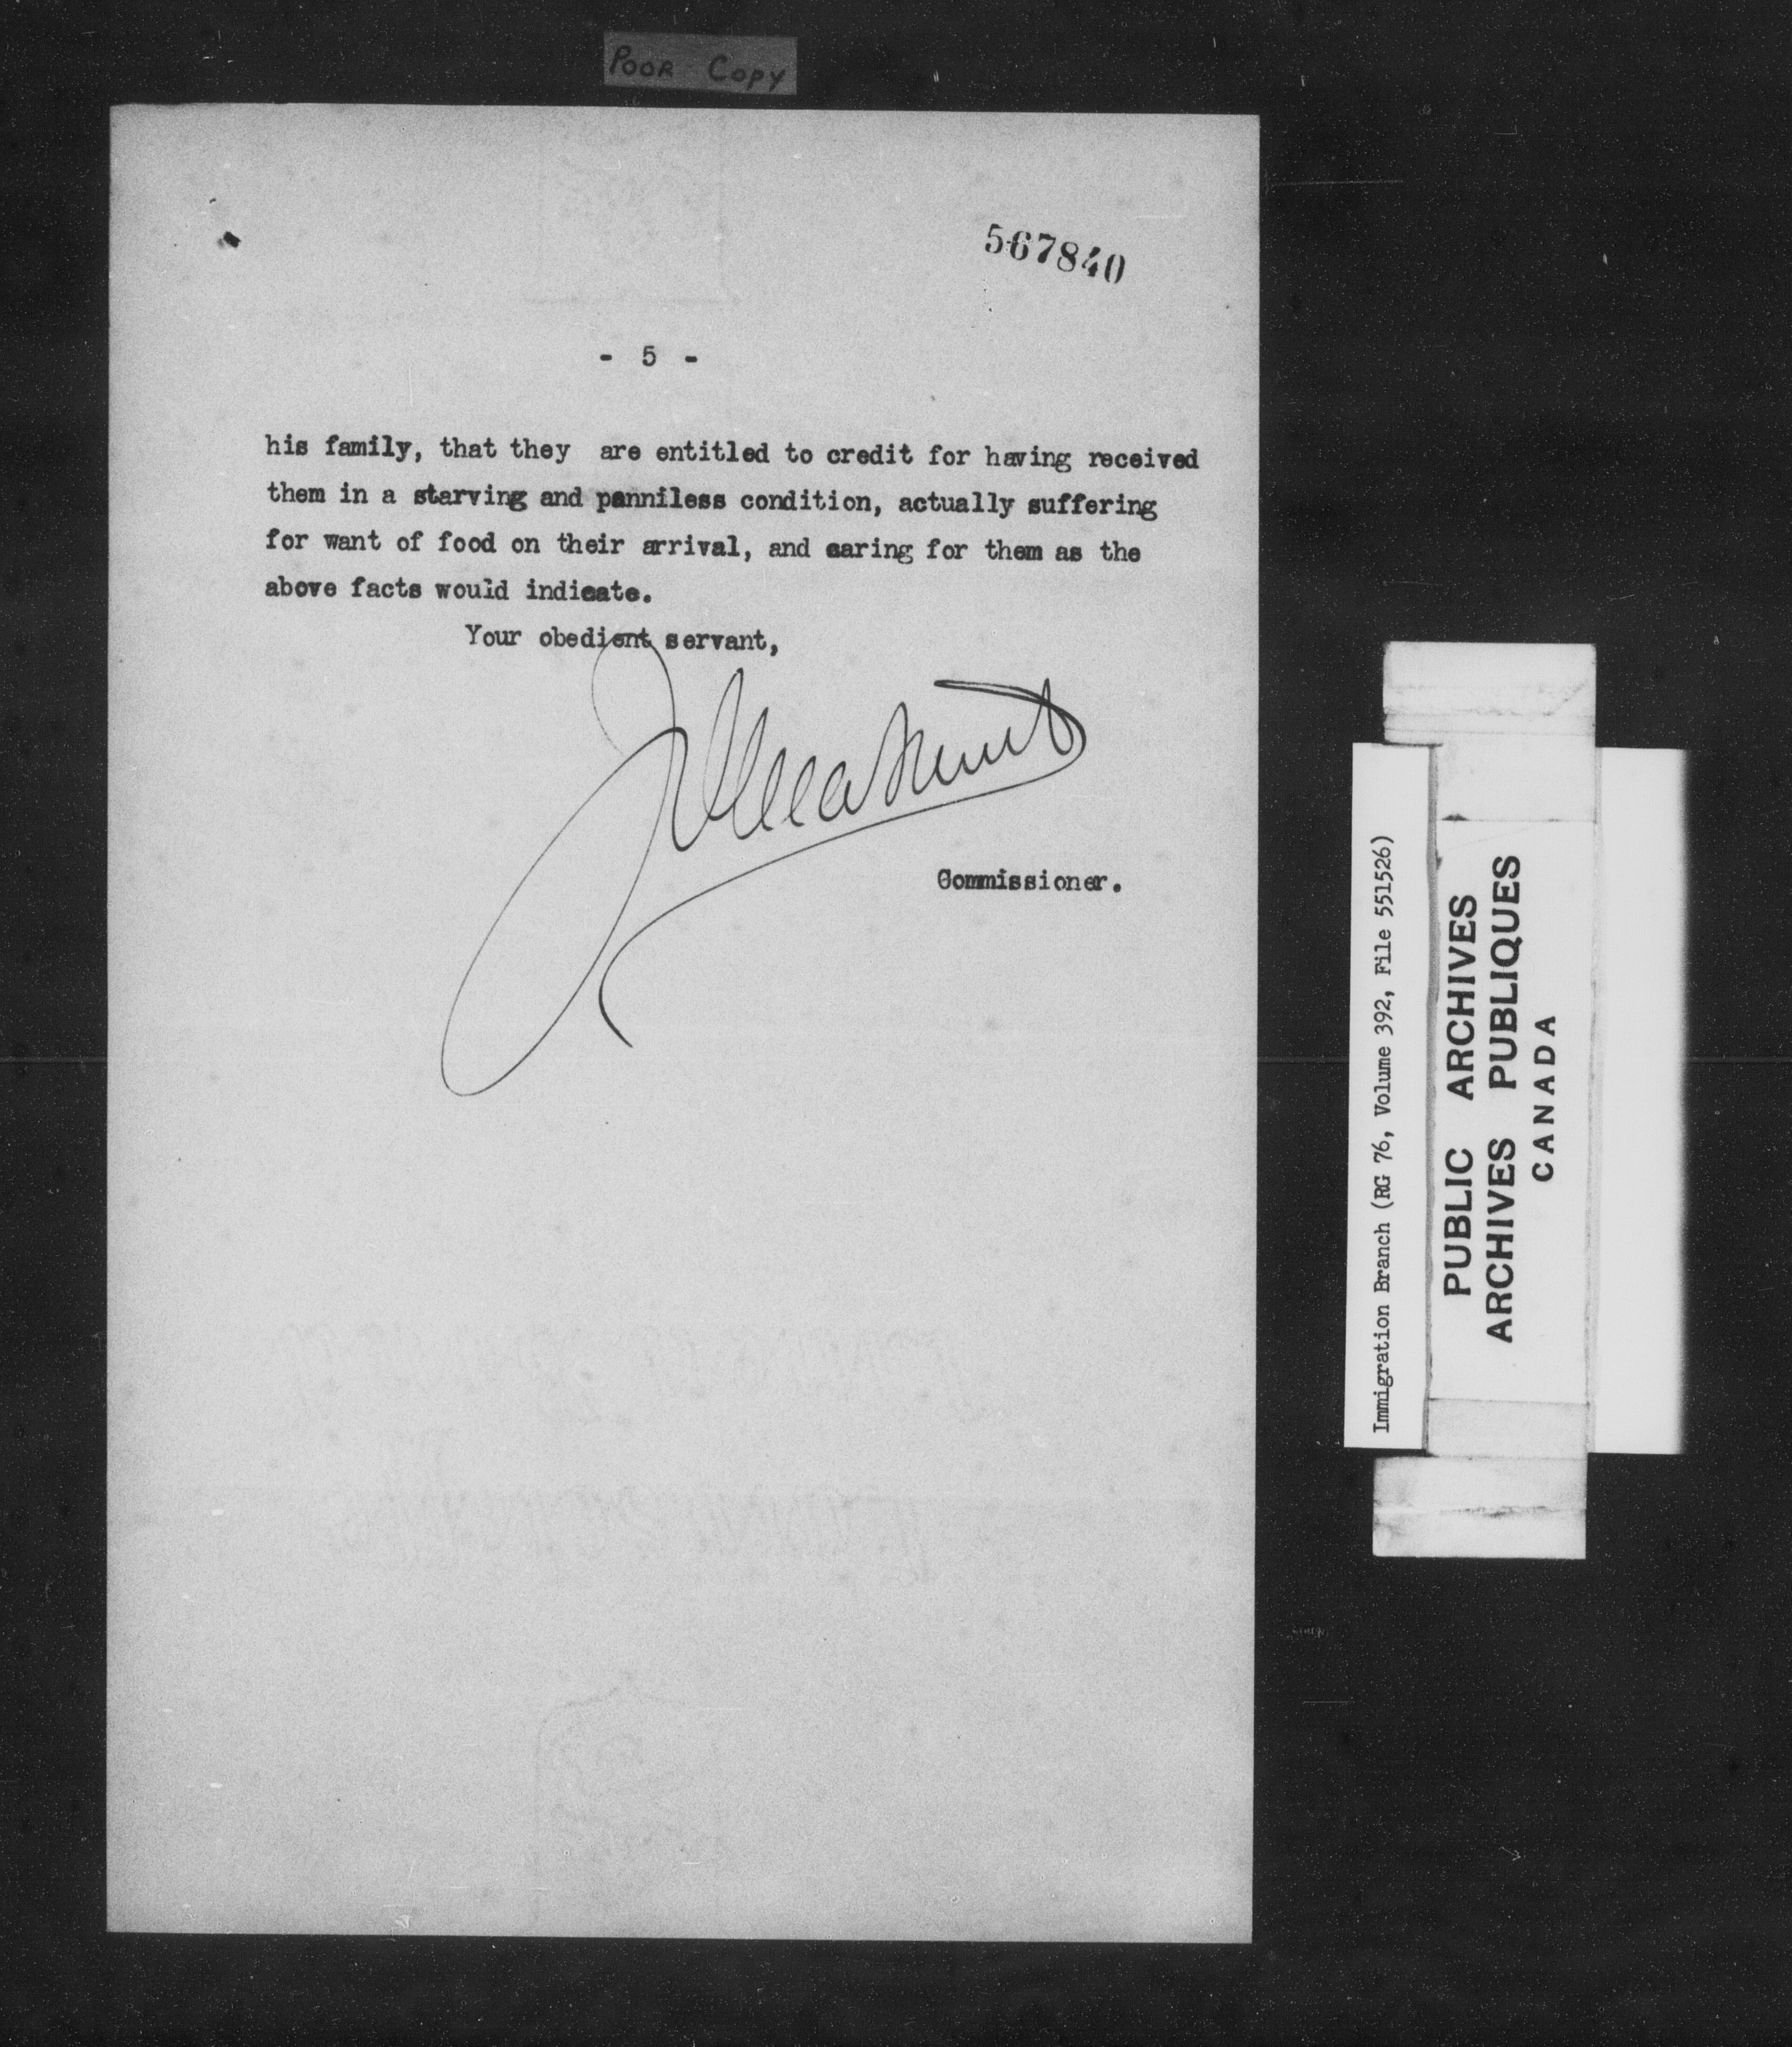 POOR COPY
567840
- 5 -
his family, that they are entitled to credit for having received
them in a starving and penniless condition, actually suffering
for want of food on their arrival, and caring for them as the
above facts would indicate.
Your obedient servant,
Commissioner.
Immigration Branch (RG 76, Volume 392, File 551526)
PUBLIC ARCHIVES
ARCHIVES PUBLIQUES
CANADA